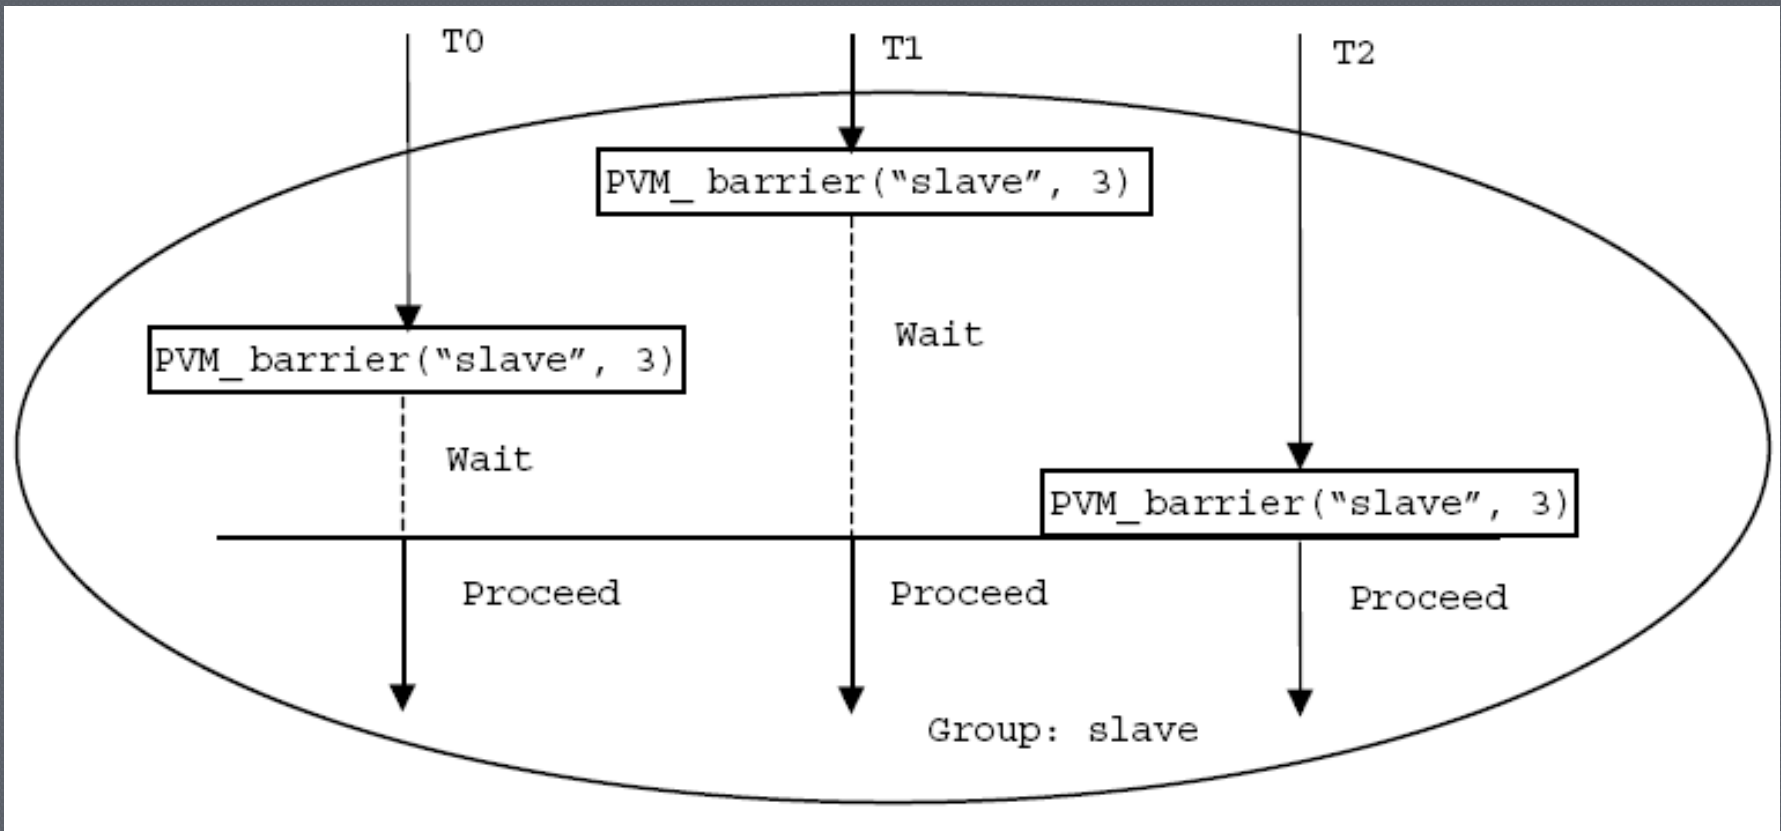 T0
T1
T2
PVM_ barrier(“slave”, 3)
Wait
PVM_barrier(“slave”, 3)
Wait
PVM_barrier(“slave”, 3)
Proceed
Proceed
Proceed
Group: slave